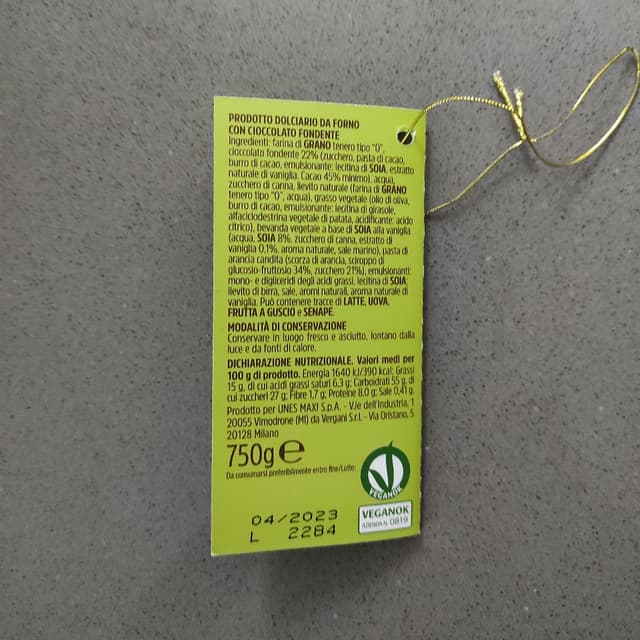 PRODOTTO DOLCIARIO DA FORNO
CON CIOCCOLATO FONDENTE
Ingredienti: farina di GRANO tenero tipo "0",
cioccolato fondente 22% (zucchero, pasta di cacao,
burro di cacao, emulsionante: lecitina di SOIA, estratto
naturale di vaniglia. Cacao 45% minimo), acqua,
zucchero di canna, lievito naturale (farina di GRANO
tenero tipo "0", acqua), grasso vegetale (olio di oliva,
burro di cacao, emulsionante: lecitina di girasole,
alfaciclodestrina vegetale di patata, acidificante: acido
citrico), bevanda vegetale a base di SOIA alla vaniglia
(acqua, SOIA 8%, zucchero di canna, estratto di
vaniglia 0,1%, aroma naturale, sale marino), pasta di
arancia candita (scorza di arancia, sciroppo di
glucosio-fruttosio 34%, zucchero 21%), emulsionanti:
mono- e digliceridi degli acidi grassi, lecitina di SOIA;
lievito di birra, sale, aromi naturali, aroma naturale di
vaniglia. Può contenere tracce di LATTE, UOVA,
FRUTTA A GUSCIO e SENAPE.
MODALITÀ DI CONSERVAZIONE
Conservare in luogo fresco e asciutto, lontano dalla
luce e da fonti di calore.
DICHIARAZIONE NUTRIZIONALE. Valori medi per
100 g di prodotto. Energia 1640 kJ/390 kcal; Grassi
15 g, di cui acidi grassi saturi 6,3 g; Carboidrati 55 g, di
cui zuccheri 27 g; Fibre 1,7 g; Proteine 8,0 g; Sale 0,41 g.
Prodotto per UNES MAXI S.p.A. - V.le dell'Industria, 1
20055 Vimodrone (MI) da Vergani S.r.l. - Via Oristano, 5
20128 Milano
750g e
Da consumarsi preferibilmente entro fine/Lotto:
VEGANOK
VEGANOK
AZIENDA N. 0819
04/2023
L 2284